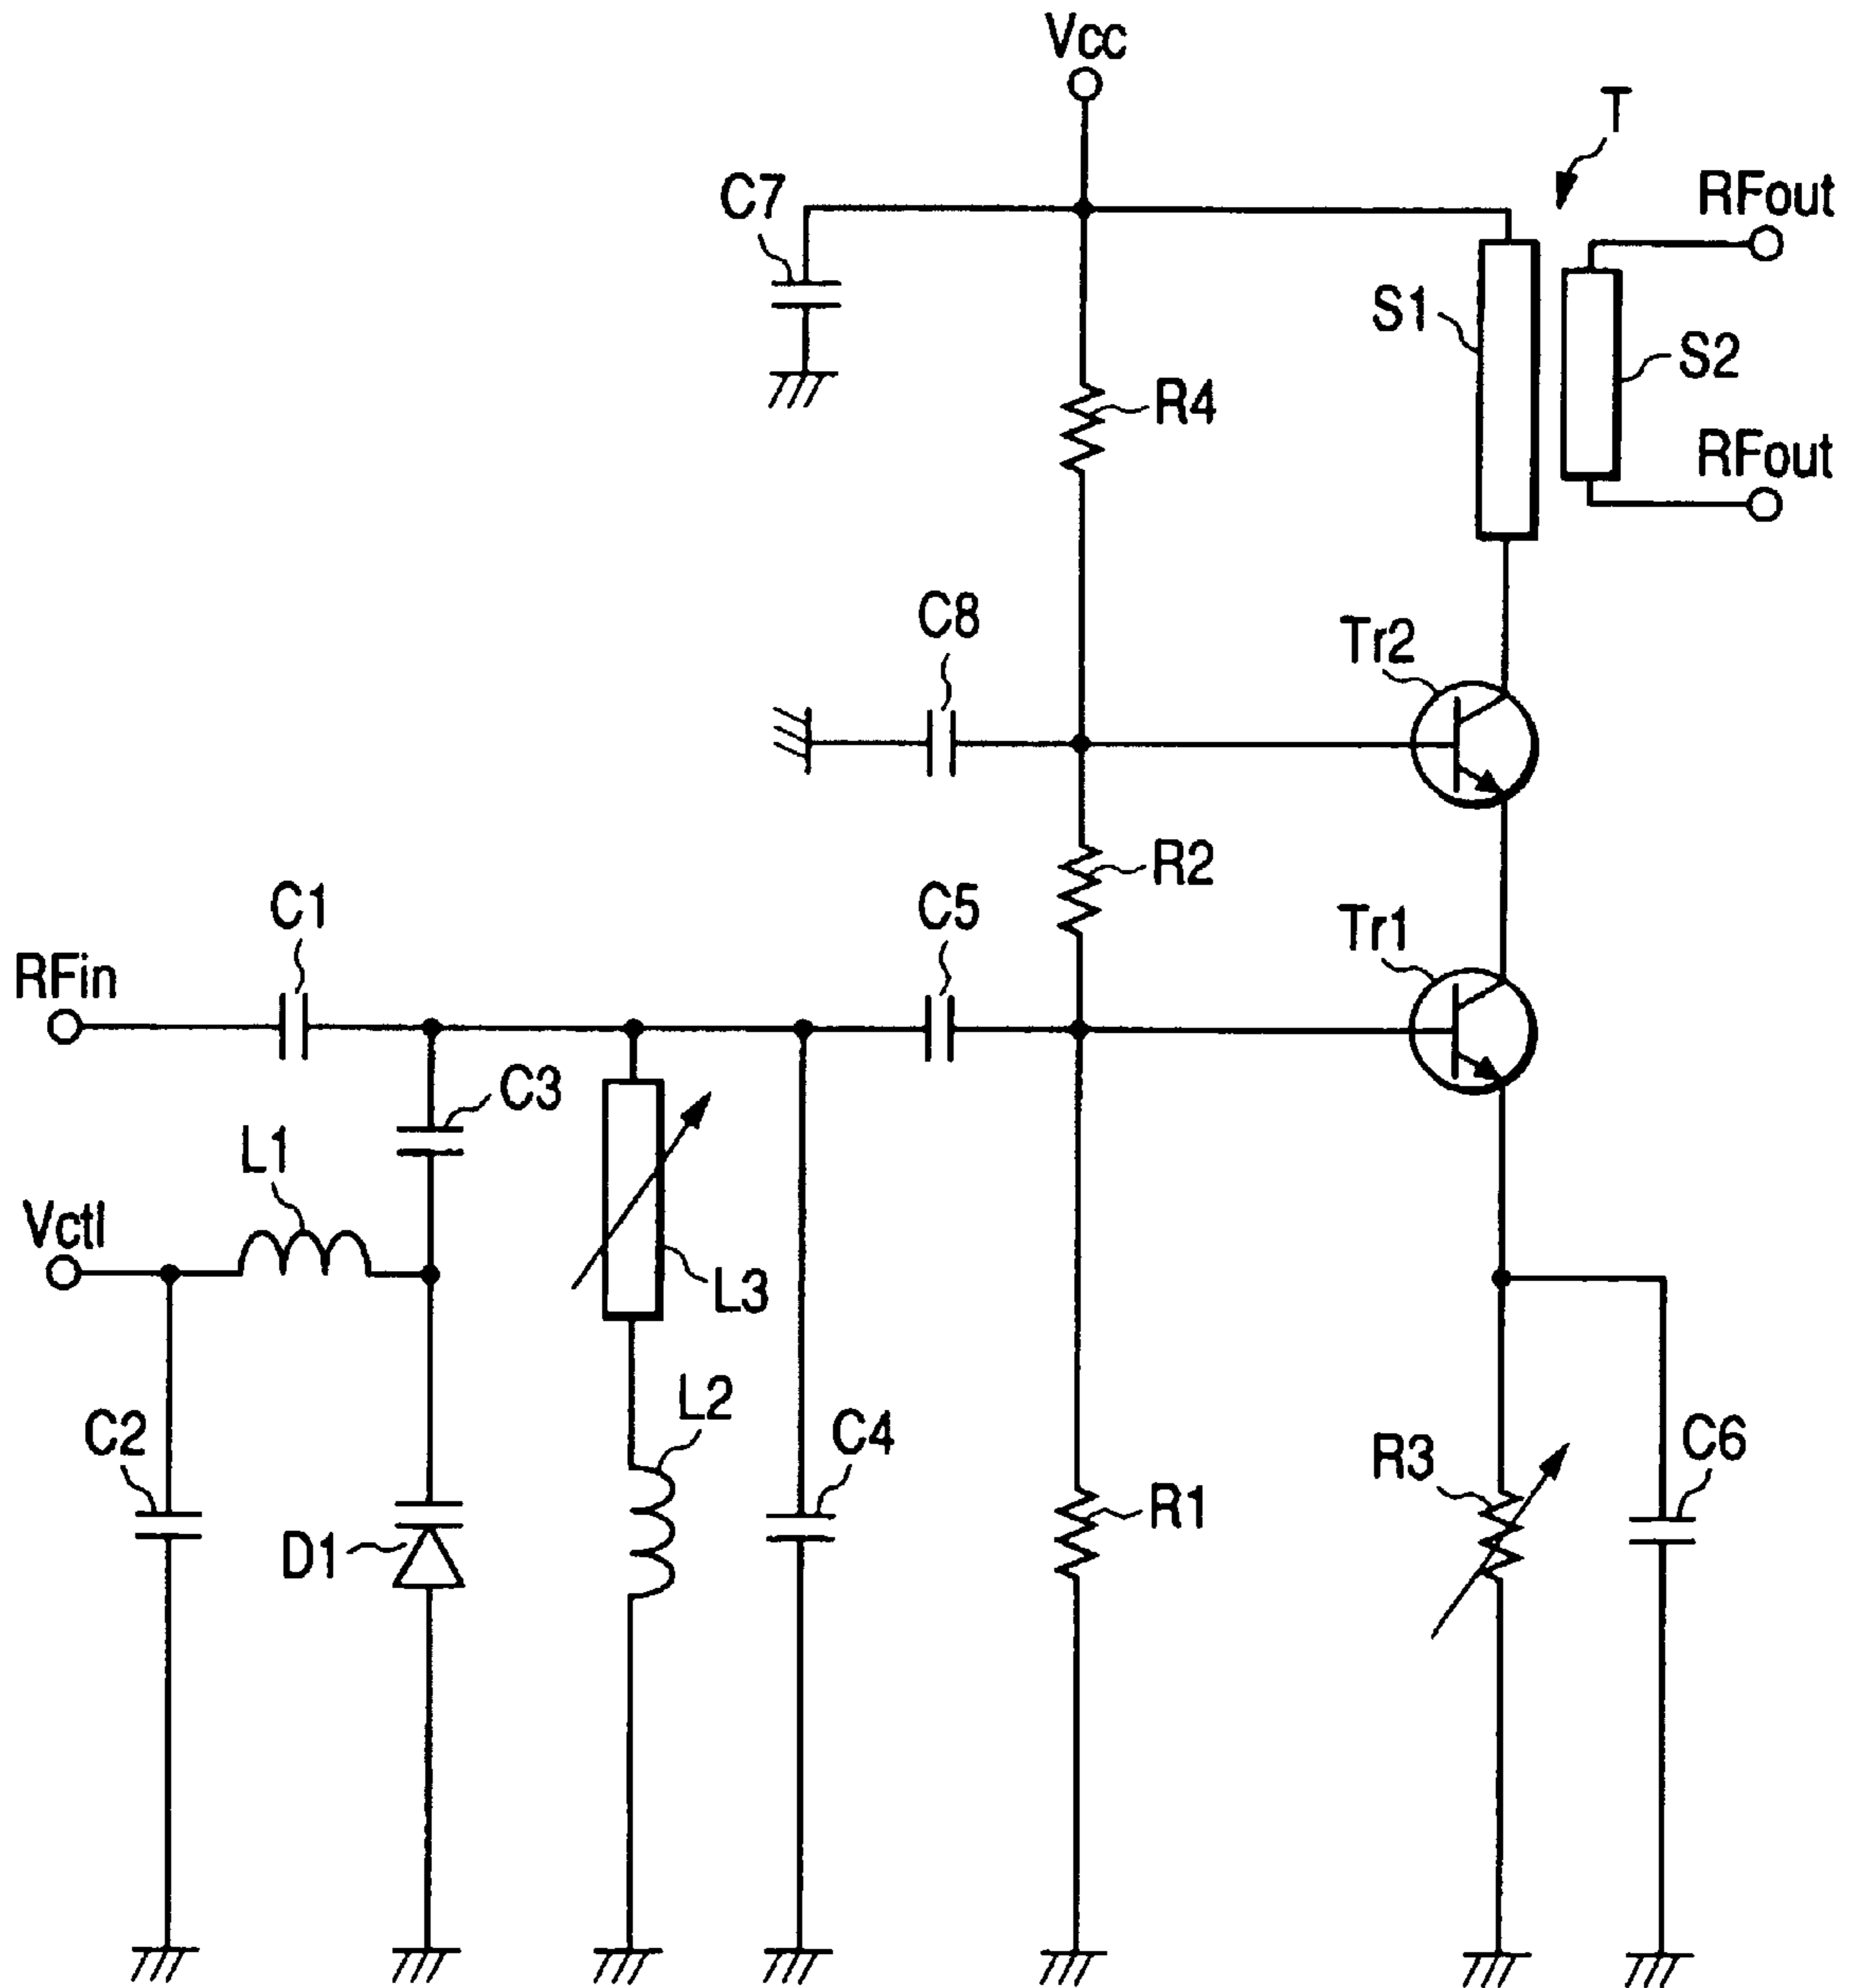 Vcc
T
C7
RFout
S1
S2
R4
RFout
C8
Tr2
R2
C1
C5
Tr1
RFin
C3
L1
Vctl
L3
L2
C2
C4
C6
R3
R1
D1